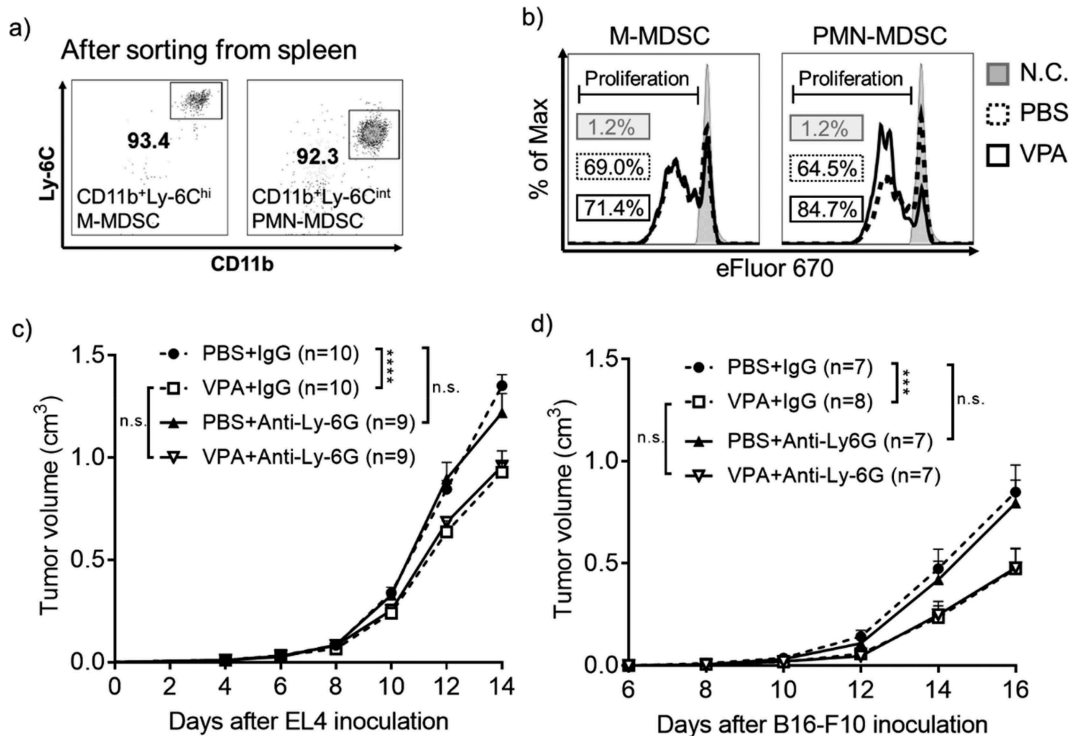 a)
After sorting from spleen
Ly-6C
93.4
CD11b⁺Ly-6Cʰⁱ
M-MDSC
92.3
CD11b⁺Ly-6Cⁱⁿᵗ
PMN-MDSC
CD11b
b)
M-MDSC
PMN-MDSC
% of Max
Proliferation
1.2%
69.0%
71.4%
Proliferation
1.2%
64.5%
84.7%
eFluor 670
N.C.
PBS
VPA
c)
PBS+IgG (n=10)
VPA+IgG (n=10)
PBS+Anti-Ly-6G (n=9)
VPA+Anti-Ly-6G (n=9)
****
n.s.
n.s.
Tumor volume (cm³)
1.5
1.0
0.5
0.0
0 2 4 6 8 10 12 14
Days after EL4 inoculation
d)
PBS+IgG (n=7)
VPA+IgG (n=8)
PBS+Anti-Ly6G (n=7)
VPA+Anti-Ly-6G (n=7)
***
n.s.
n.s.
Tumor volume (cm³)
1.5
1.0
0.5
0.0
6 8 10 12 14 16
Days after B16-F10 inoculation